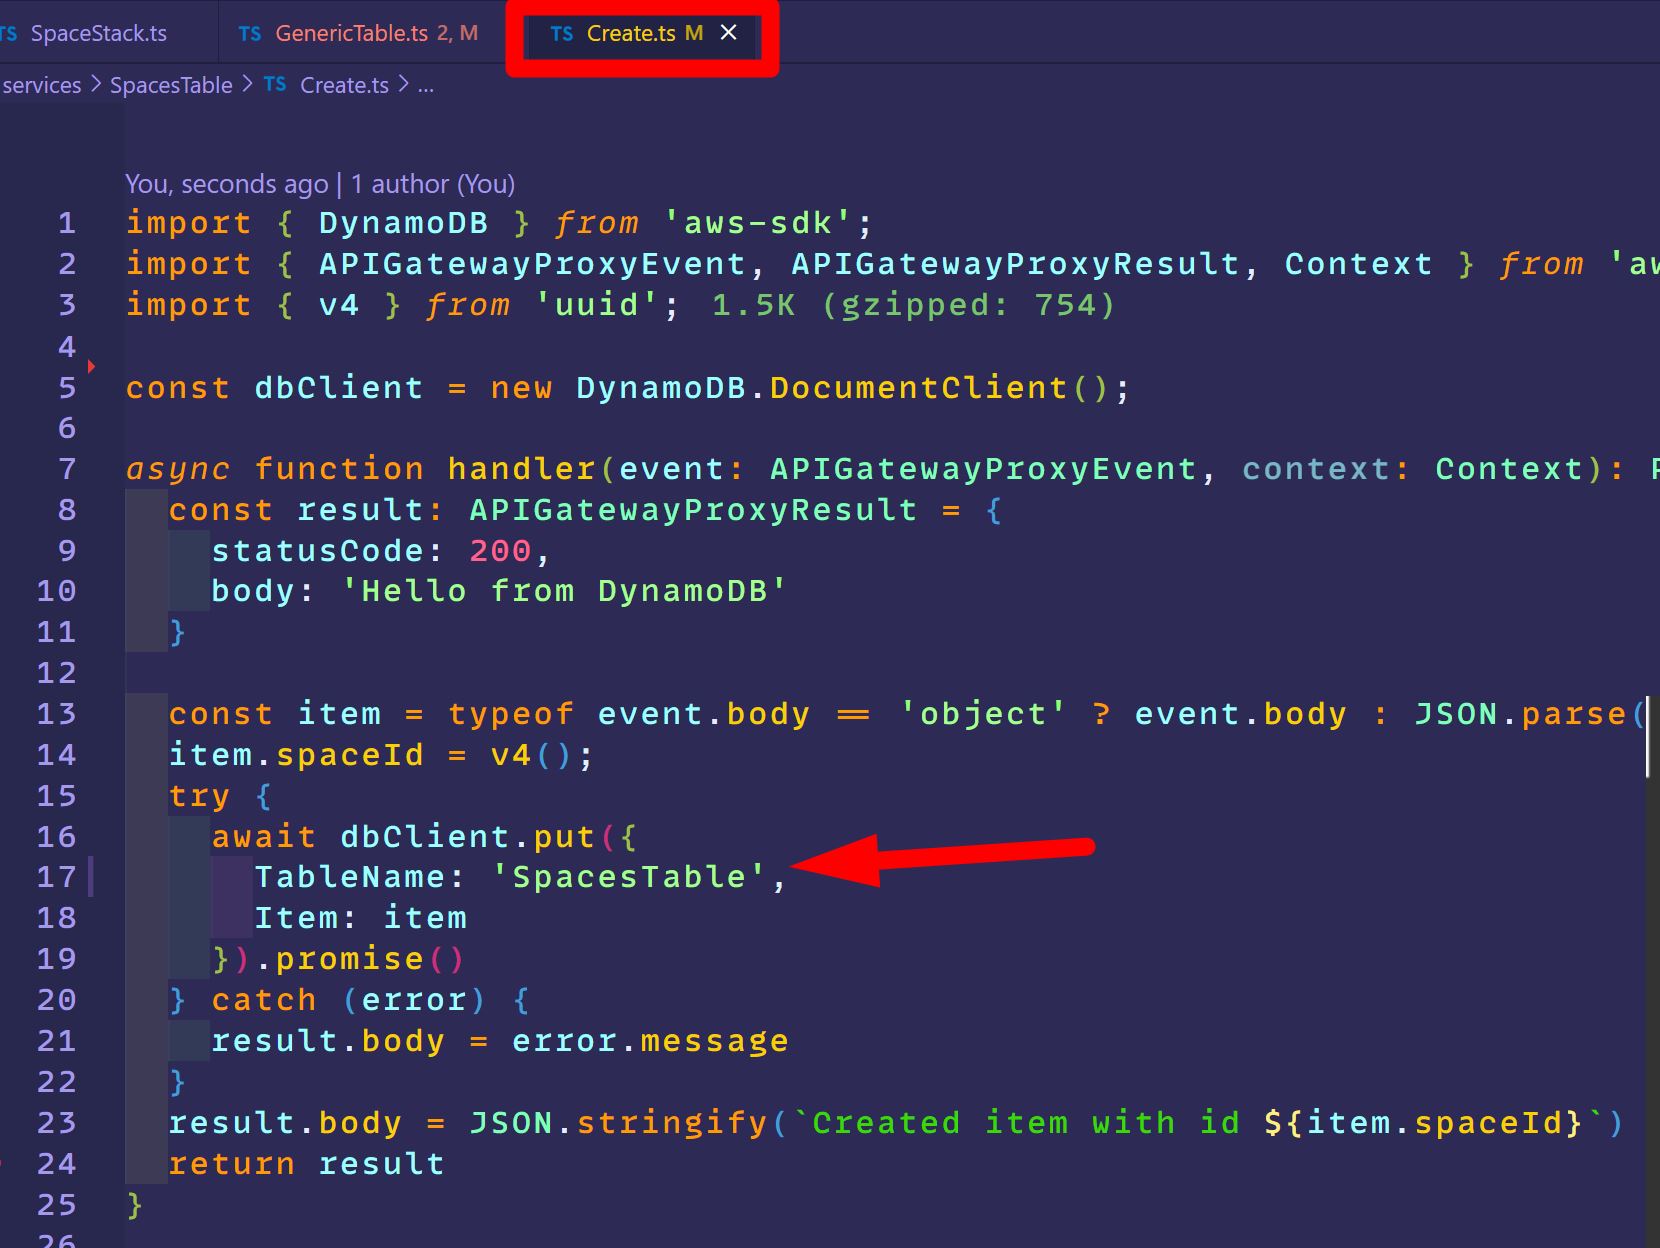 TS SpaceStack.ts TS GenericTable.ts 2, M TS Create.ts M ×
services > SpacesTable > TS Create.ts > ...
You, seconds ago | 1 author (You)
1 import { DynamoDB } from 'aws-sdk';
2 import { APIGatewayProxyEvent, APIGatewayProxyResult, Context } from 'aw
3 import { v4 } from 'uuid'; 1.5K (gzipped: 754)
4
5 const dbClient = new DynamoDB.DocumentClient();
6
7 async function handler(event: APIGatewayProxyEvent, context: Context): P
8 const result: APIGatewayProxyResult = {
9 statusCode: 200,
10 body: 'Hello from DynamoDB'
11 }
12
13 const item = typeof event.body == 'object' ? event.body : JSON.parse(
14 item.spaceId = v4();
15 try {
16 await dbClient.put({
17 TableName: 'SpacesTable',
18 Item: item
19 }).promise()
20 } catch (error) {
21 result.body = error.message
22 }
23 result.body = JSON.stringify(`Created item with id ${item.spaceId}`)
24 return result
25 }
26